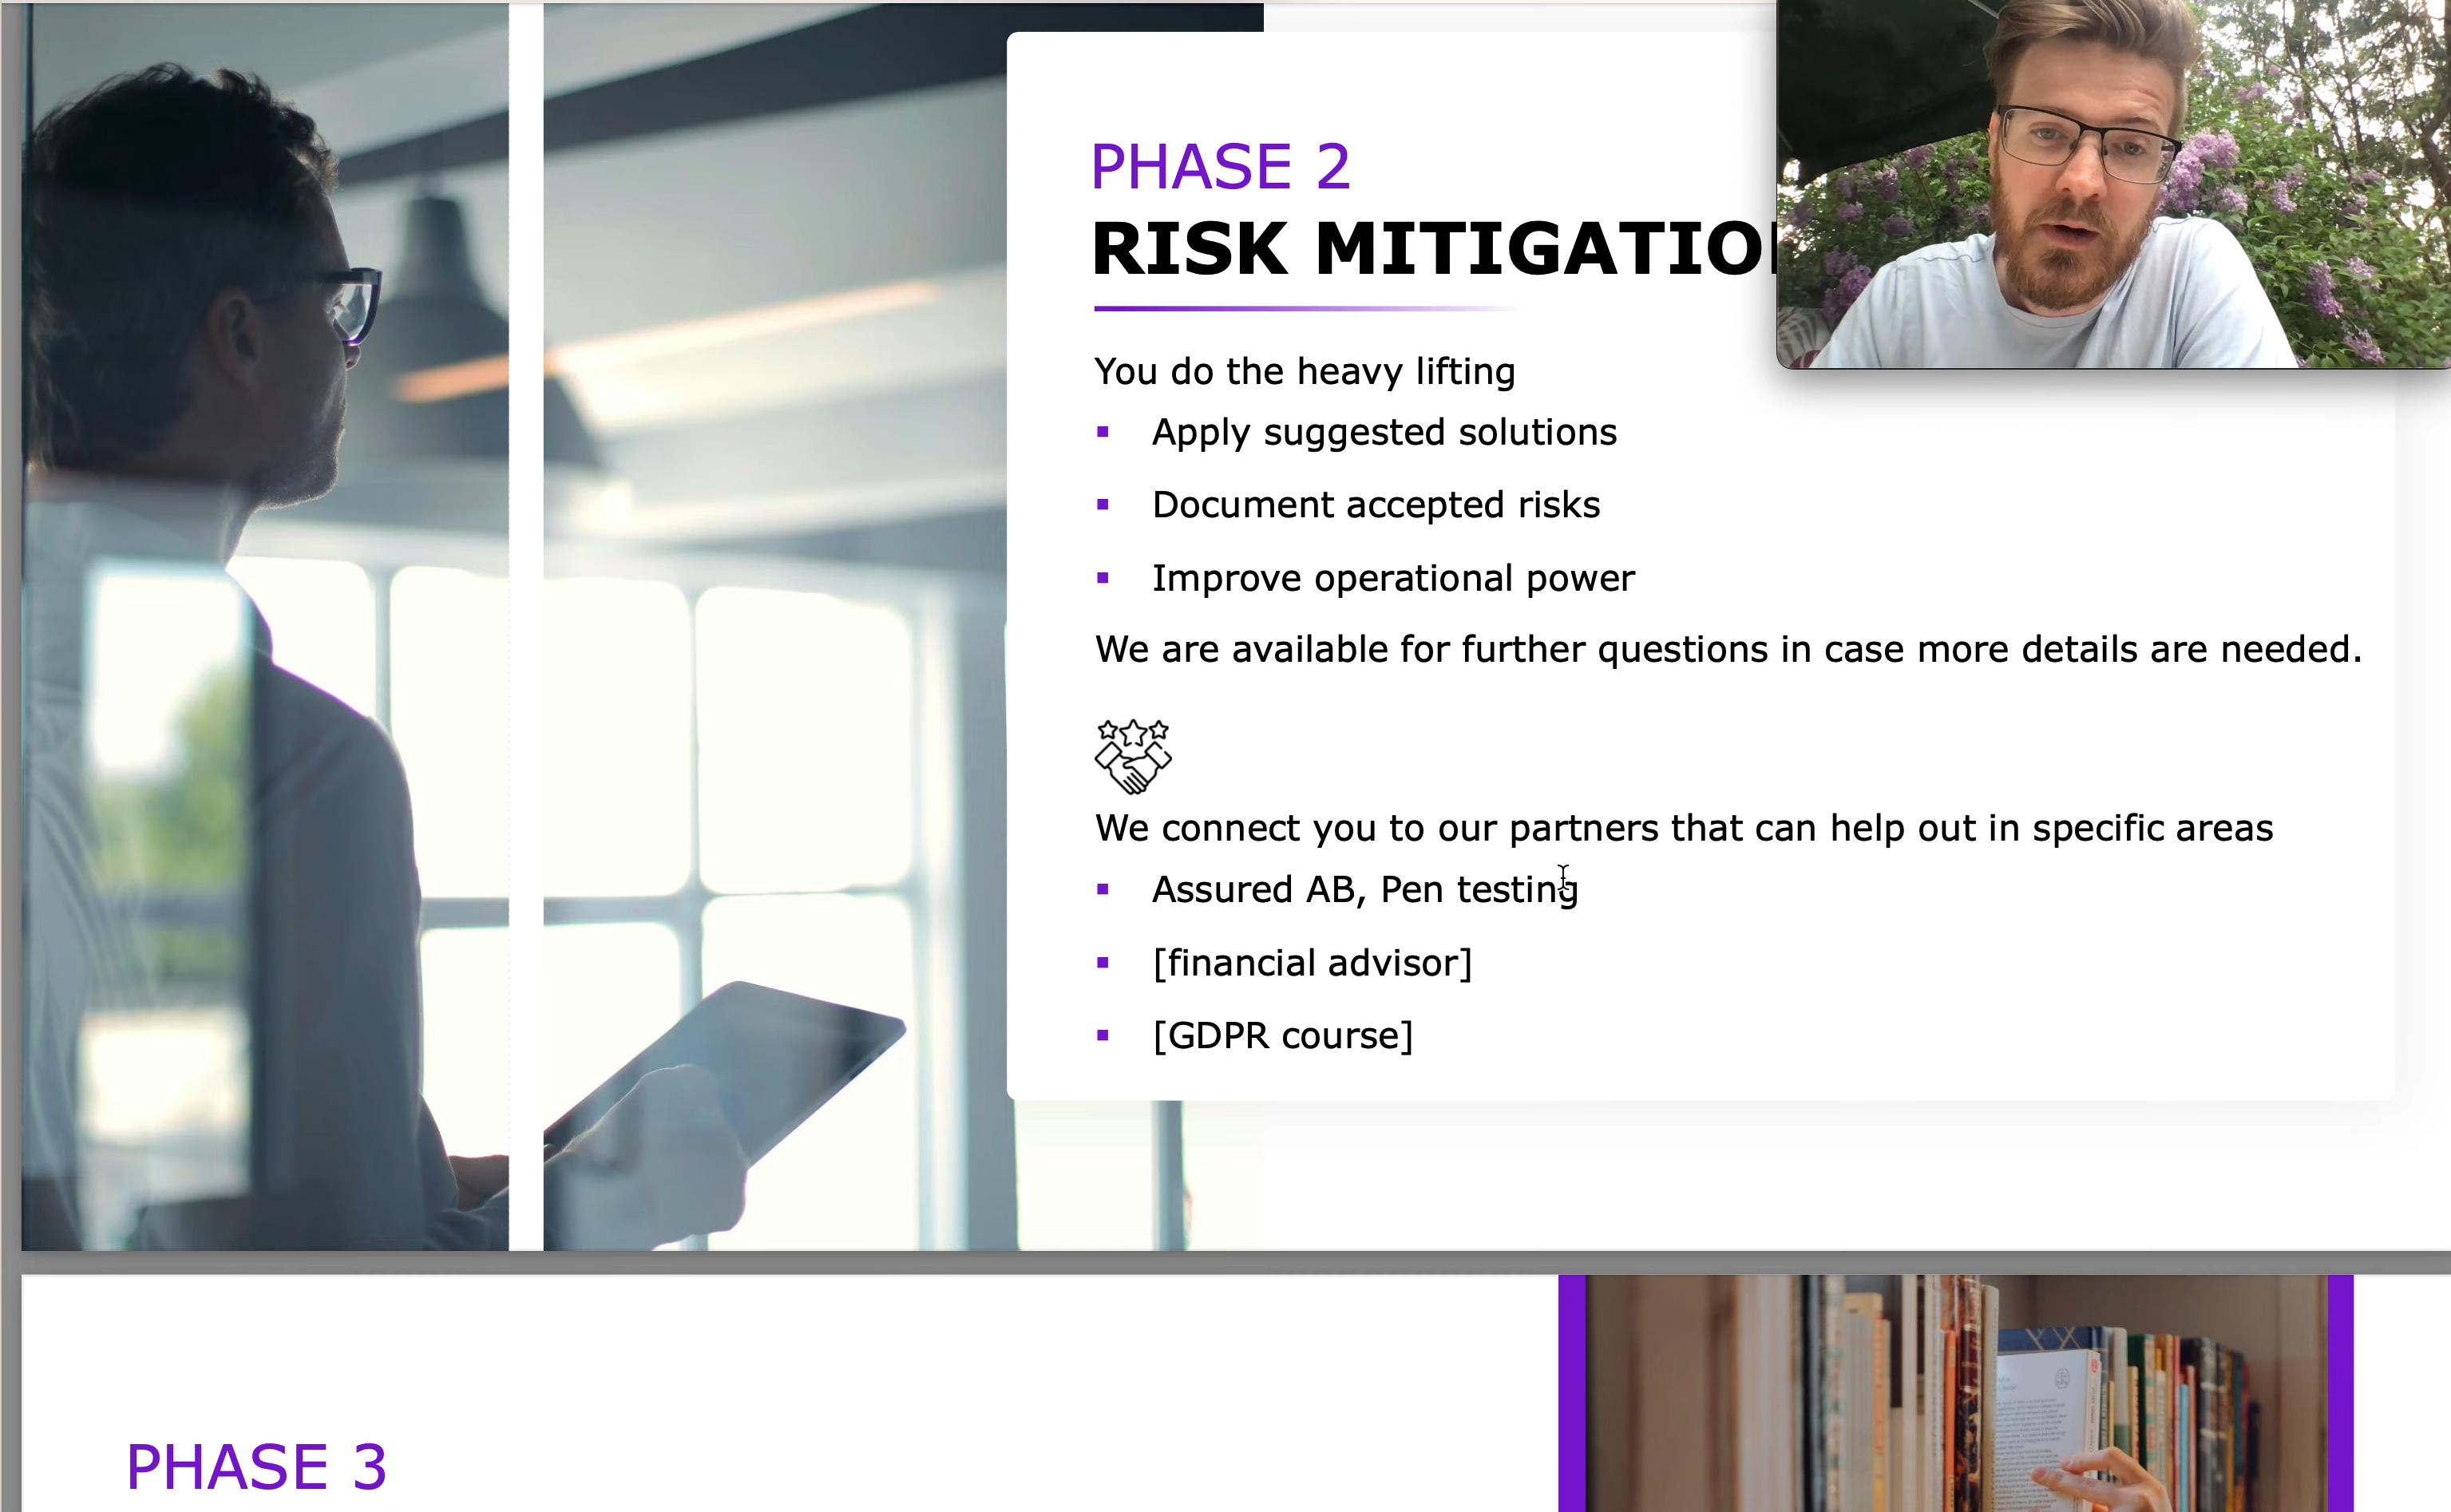 PHASE 2
RISK MITIGATIO
You do the heavy lifting
▪ Apply suggested solutions
▪ Document accepted risks
▪ Improve operational power
We are available for further questions in case more details are needed.
We connect you to our partners that can help out in specific areas
▪ Assured AB, Pen testing
▪ [financial advisor]
▪ [GDPR course]
PHASE 3